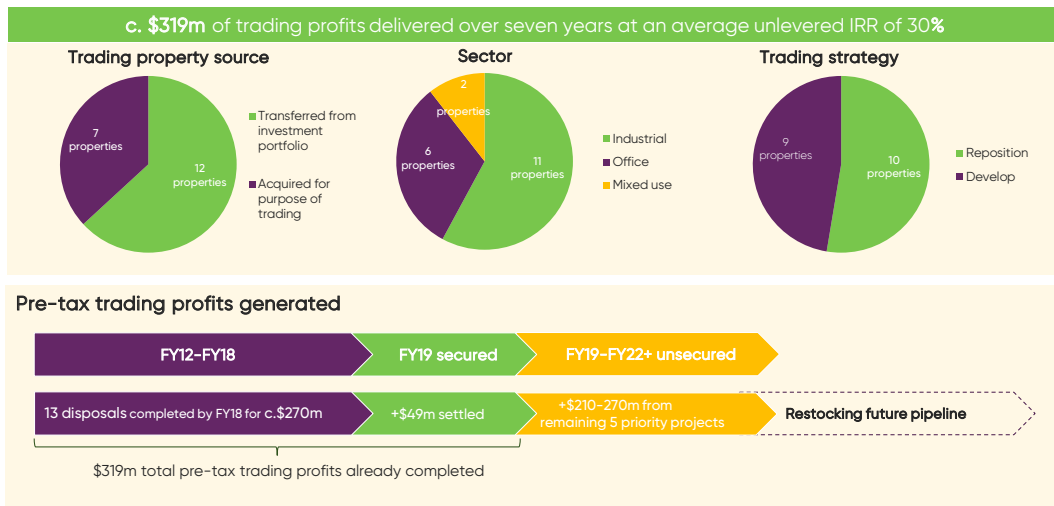 c. $319m of trading profits delivered over seven years at an average unlevered IRR of 30%
Trading property source
7
properties
12
properties
Transferred from
investment
portfolio
Acquired for
purpose of
trading
Sector
2
properties
6
properties
11
properties
Industrial
Office
Mixed use
Trading strategy
9
properties
10
properties
Reposition
Develop
Pre-tax trading profits generated
FY12-FY18
FY19 secured
FY19-FY22+ unsecured
13 disposals completed by FY18 for c.$270m
+$49m settled
+$210-270m from
remaining 5 priority projects
Restocking future pipeline
$319m total pre-tax trading profits already completed